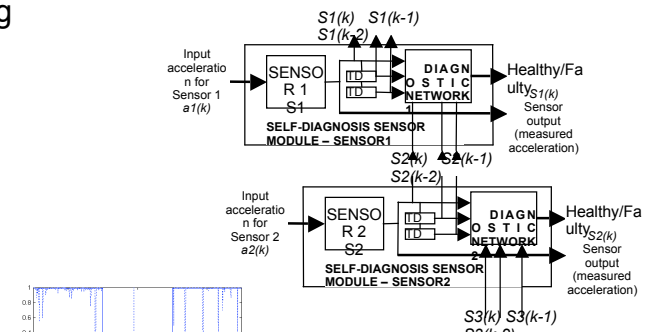 g
S1(k) S1(k-1)
S1(k-2)
Input
acceleratio
n for
Sensor 1
a1(k)
SENSO
R 1
S1
TD
TD
DIAGN
OSTIC
NETWORK
1
Healthy/Fa
ulty
S1(k)
Sensor
output
(measured
acceleration)
SELF-DIAGNOSIS SENSOR
MODULE – SENSOR1
S2(k) S2(k-1)
S2(k-2)
Input
acceleratio
n for
Sensor 2
a2(k)
SENSO
R 2
S2
TD
TD
DIAGN
OSTIC
NETWORK
2
Healthy/Fa
ulty
S2(k)
Sensor
output
(measured
acceleration)
SELF-DIAGNOSIS SENSOR
MODULE – SENSOR2
S3(k) S3(k-1)
1
0.8
0.6